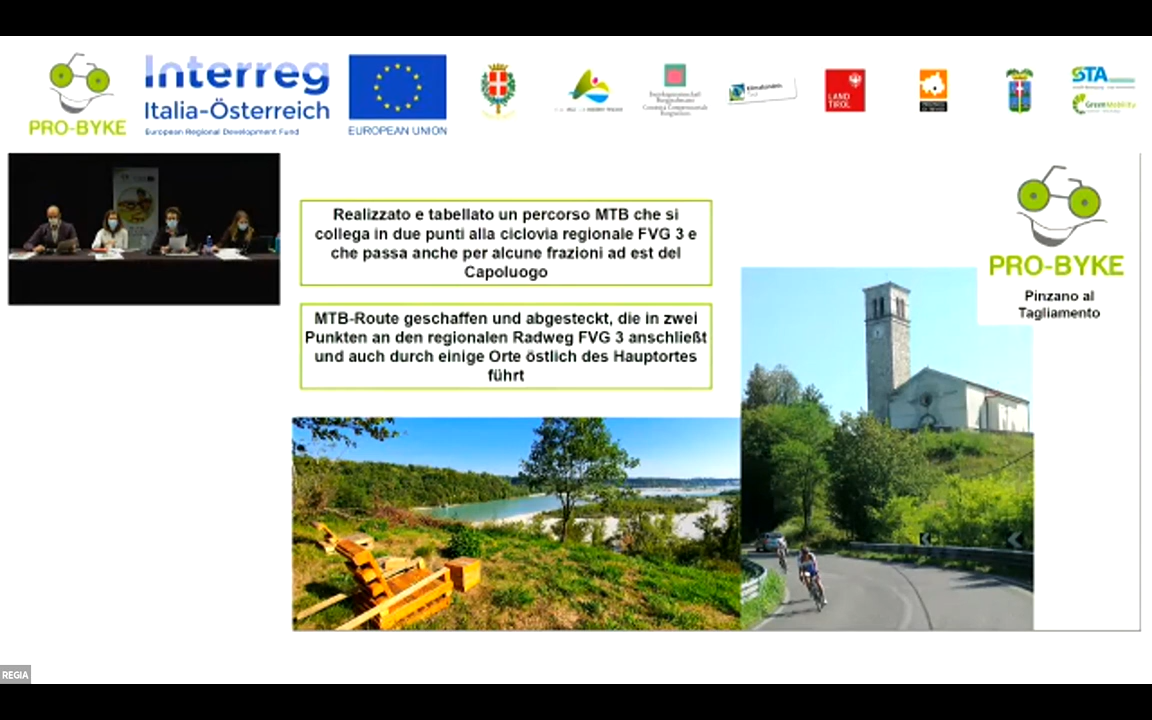 PRO-BYKE
Interreg
Italia-Österreich
European Regional Development Fund
EUROPEAN UNION
LAND
TIROL
STA
GreenMobility
Realizzato e tabellato un percorso MTB che si
collega in due punti alla ciclovia regionale FVG 3 e
che passa anche per alcune frazioni ad est del
Capoluogo
MTB-Route geschaffen und abgesteckt, die in zwei
Punkten an den regionalen Radweg FVG 3 anschließt
und auch durch einige Orte östlich des Hauptortes
führt
PRO-BYKE
Pinzano al
Tagliamento
REGIA